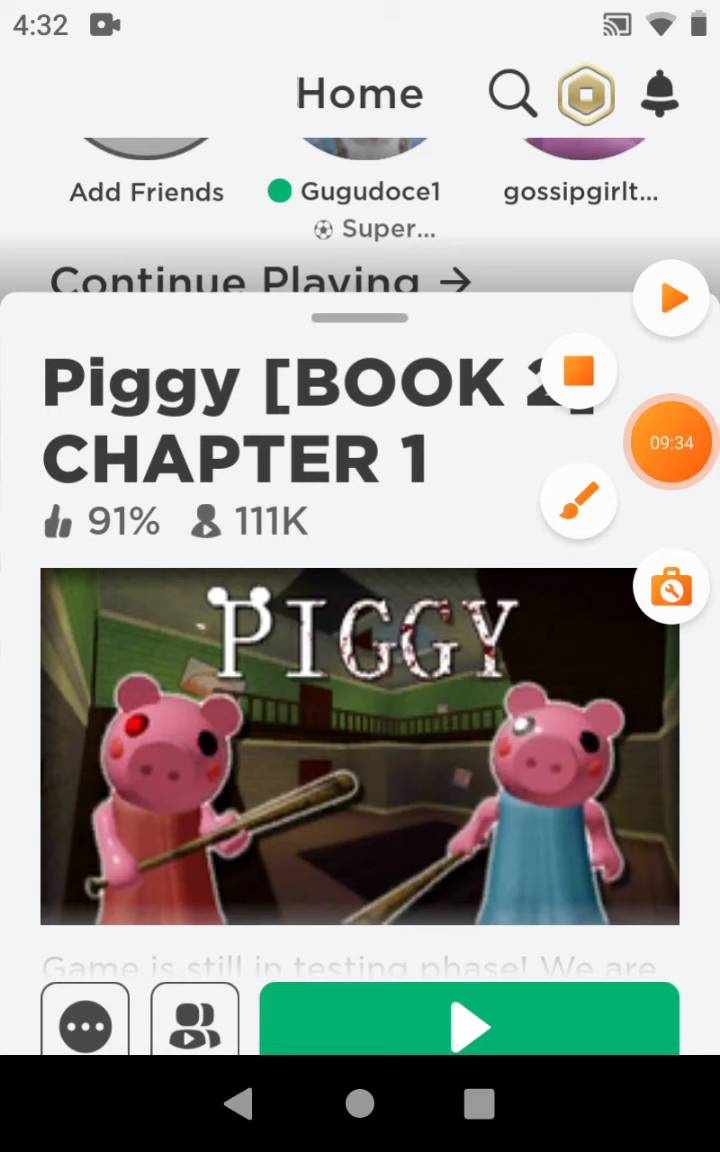 4:32
Home
Add Friends
Gugudoce1
gossipgirlt...
Super...
Continue Playing →
Piggy [BOOK 2]
CHAPTER 1
91%
111K
09:34
PIGGY
Game is still in testing phase! We are